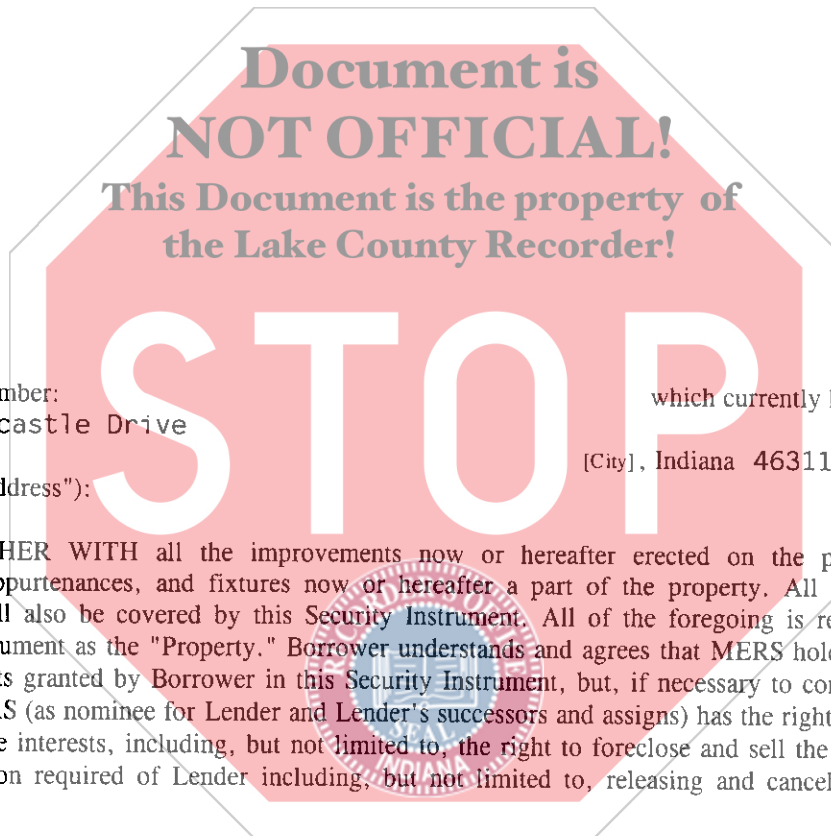 Document is
NOT OFFICIAL!
This Document is the property of
the Lake County Recorder!
STOP
mber:
which currently
castle Drive
[City], Indiana 46311
ddress"):
HER WITH all the improvements now or hereafter erected on the p
ppurtenances, and fixtures now or hereafter a part of the property. All
ll also be covered by this Security Instrument. All of the foregoing is re
ument as the "Property." Borrower understands and agrees that MERS hol
ts granted by Borrower in this Security Instrument, but, if necessary to co
RS (as nominee for Lender and Lender's successors and assigns) has the right
e interests, including, but not limited to, the right to foreclose and sell the
on required of Lender including, but not limited to, releasing and cancel
SEAL
INDIANA